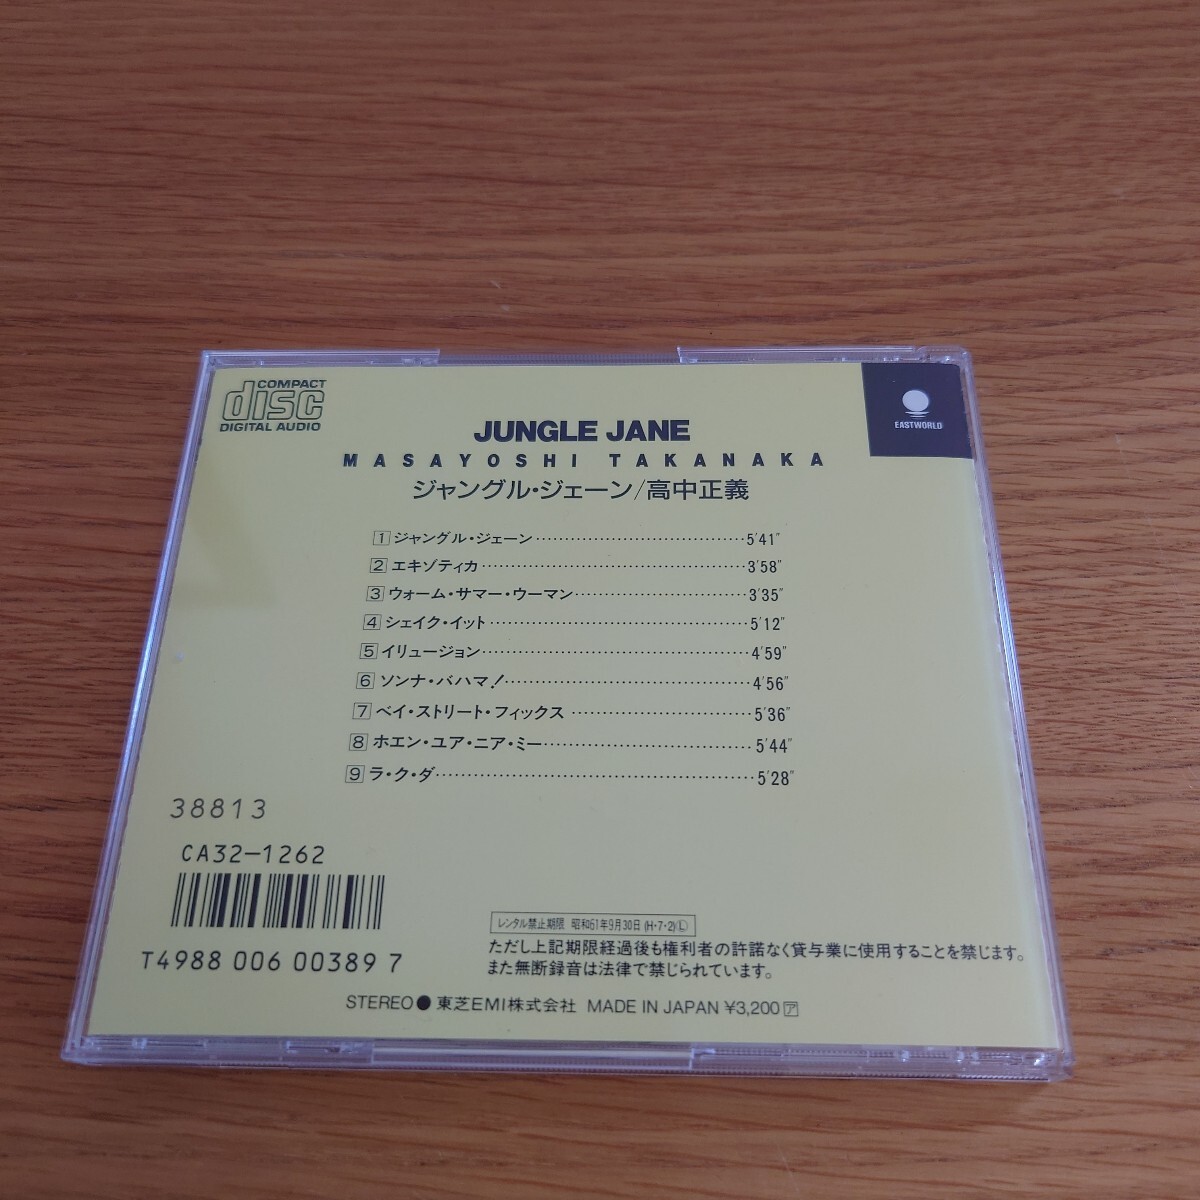 COMPACT
disc
DIGITAL AUDIO
EASTWORLD
JUNGLE JANE
MASAYOSHI TAKANAKA
ジャングル・ジェーン/高中正義
1 ジャングル・ジェーン 5'41"
2 エキゾティカ 3'58"
3 ウォーム・サマー・ウーマン 3'35"
4 シェイク・イット 5'12"
5 イリュージョン 4'59"
6 ソンナ・バハマ! 4'56"
7 ベイ・ストリート・フィックス 5'36"
8 ホエン・ユア・ニア・ミー 5'44"
9 ラ・ク・ダ 5'28"
38813
CA32-1262
T4988 006 00389 7
レンタル禁止期限 昭和61年9月30日 (H・7・2)Ⓛ
ただし上記期限経過後も権利者の許諾なく貸与業に使用することを禁じます。
また無断録音は法律で禁じられています。
STEREO● 東芝EMI株式会社 MADE IN JAPAN ¥3,200 ア